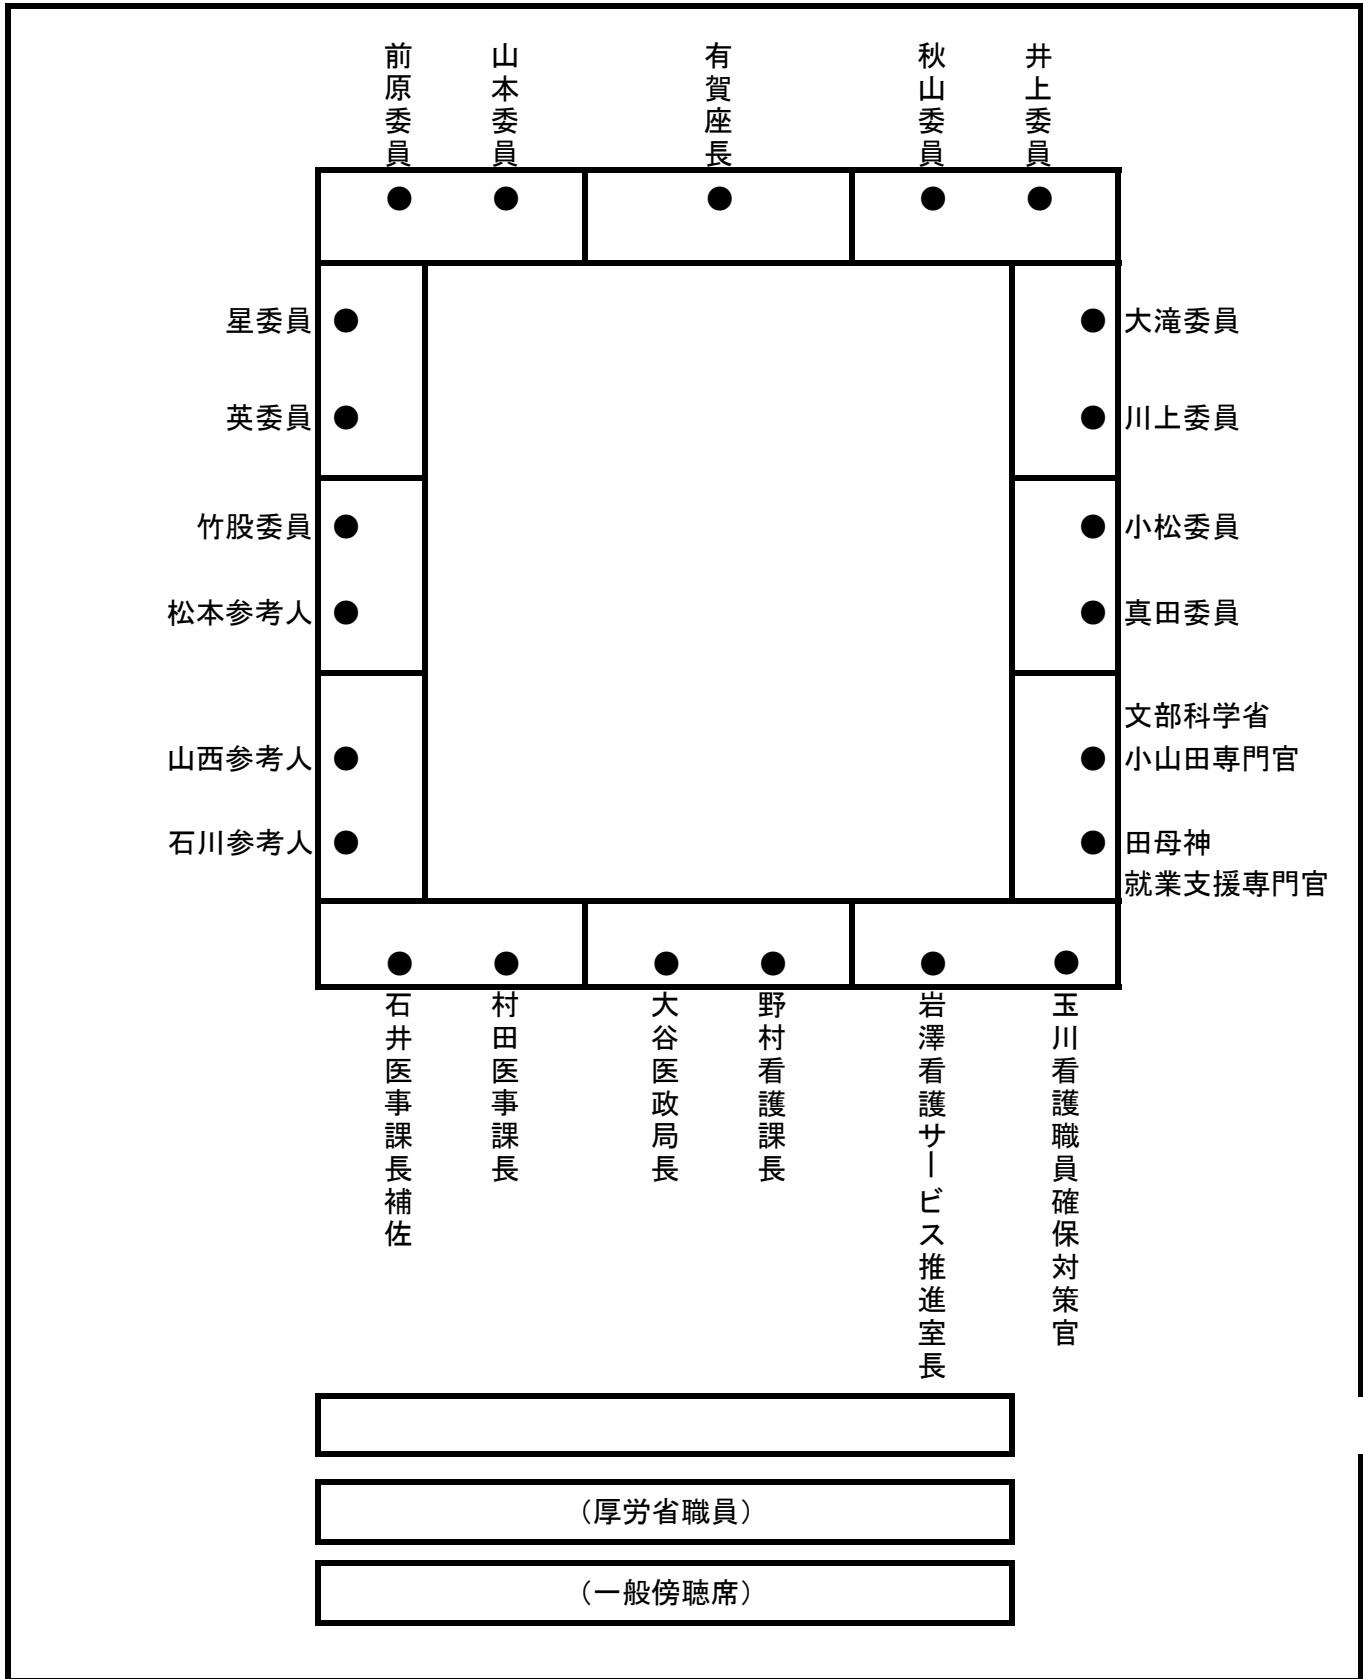 前原委員
山本委員
有賀座長
秋山委員
井上委員
星委員
大滝委員
英委員
川上委員
竹股委員
小松委員
松本参考人
真田委員
文部科学省
山西参考人
小山田専門官
石川参考人
田母神
就業支援専門官
石井医事課長補佐
村田医事課長
大谷医政局長
野村看護課長
岩澤看護サービス推進室長
玉川看護職員確保対策官
（厚労省職員）
（一般傍聴席）